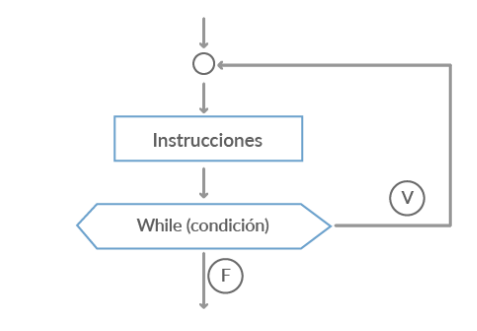 Instrucciones
While (condición)
V
F